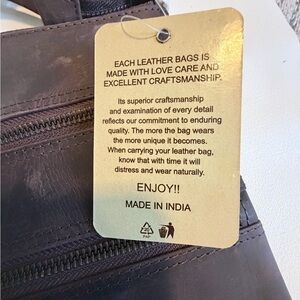 EACH LEATHER BAGS IS
MADE WITH LOVE CARE AND
EXCELLENT CRAFTSMANSHIP.
Its superior craftsmanship
and examination of every detail
reflects our commitment to enduring
quality. The more the bag wears
the more unique it becomes.
When carrying your leather bag,
know that with time it will
distress and wear naturally.
ENJOY!!
MADE IN INDIA
PAP